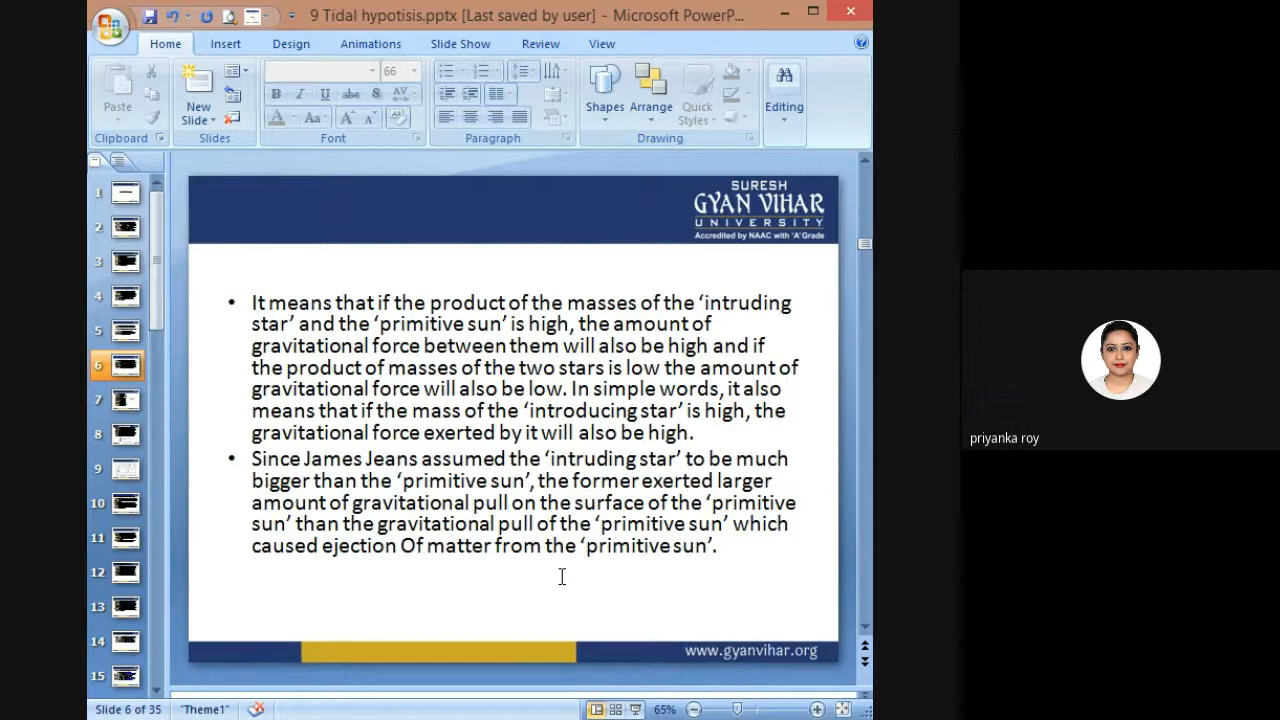 9 Tidal hypotisis.pptx [Last saved by user] - Microsoft PowerP...
Home Insert Design Animations Slide Show Review View
66
Paste
New Slide
Shapes Arrange Quick Styles
Editing
Clipboard Slides Font Paragraph Drawing
SURESH
GYAN VIHAR
UNIVERSITY
Accredited by NAAC with 'A' Grade
• It means that if the product of the masses of the ‘intruding
star’ and the ‘primitive sun’ is high, the amount of
gravitational force between them will also be high and if
the product of masses of the two stars is low the amount of
gravitational force will also be low. In simple words, it also
means that if the mass of the ‘introducing star’ is high, the
gravitational force exerted by it will also be high.
• Since James Jeans assumed the ‘intruding star’ to be much
bigger than the ‘primitive sun’, the former exerted larger
amount of gravitational pull on the surface of the ‘primitive
sun’ than the gravitational pull of the ‘primitive sun’ which
caused ejection Of matter from the ‘primitive sun’.
www.gyanvihar.org
1
2
3
4
5
6
7
8
9
10
11
12
13
14
15
Slide 6 of 35 "Theme1" 65%
priyanka roy